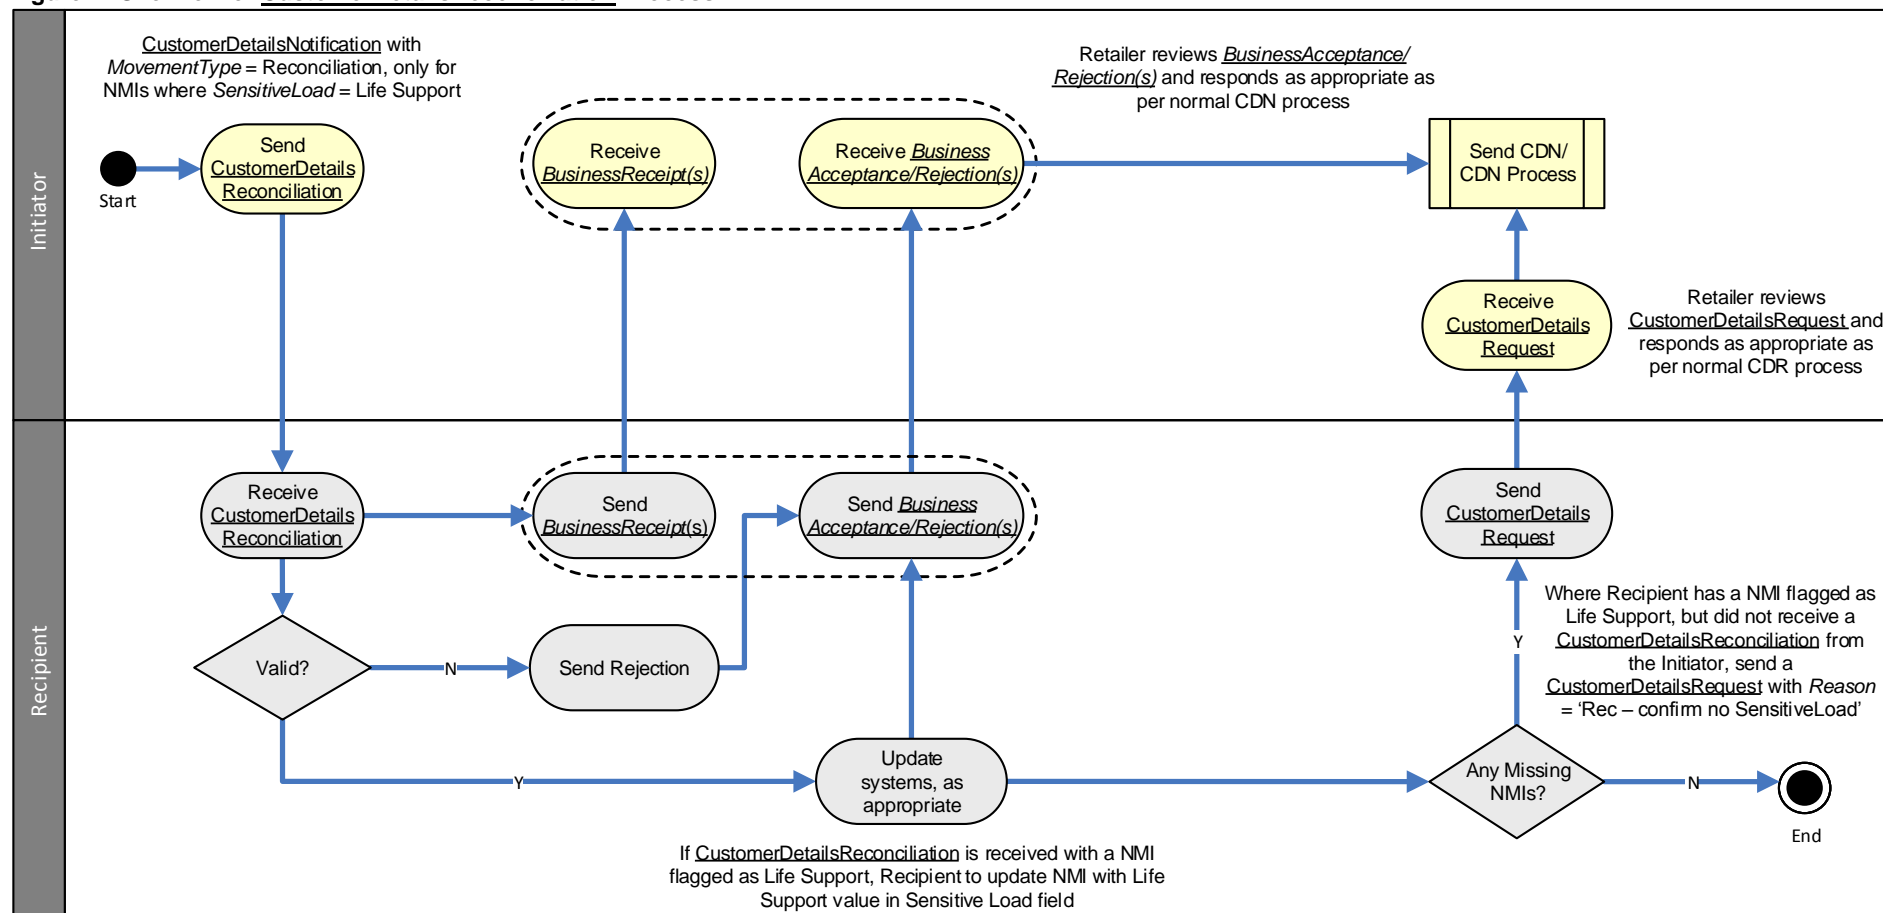 CustomerDetailsNotification with
MovementType = Reconciliation, only for
NMIs where SensitiveLoad = Life Support
Retailer reviews BusinessAcceptance/
Rejection(s) and responds as appropriate as
per normal CDN process
Initiator
Start
Send
CustomerDetails
Reconciliation
Receive
BusinessReceipt(s)
Receive Business
Acceptance/Rejection(s)
Send CDN/
CDN Process
Receive
CustomerDetails
Request
Retailer reviews
CustomerDetailsRequest and
responds as appropriate as
per normal CDR process
Recipient
Receive
CustomerDetails
Reconciliation
Send
BusinessReceipt(s)
Send Business
Acceptance/Rejection(s)
Send
CustomerDetails
Request
Where Recipient has a NMI flagged as
Life Support, but did not receive a
CustomerDetailsReconciliation from
the Initiator, send a
CustomerDetailsRequest with Reason
= ‘Rec – confirm no SensitiveLoad’
Y
Valid?
N
Send Rejection
Y
Update
systems, as
appropriate
Any Missing
NMIs?
N
End
If CustomerDetailsReconciliation is received with a NMI
flagged as Life Support, Recipient to update NMI with Life
Support value in Sensitive Load field